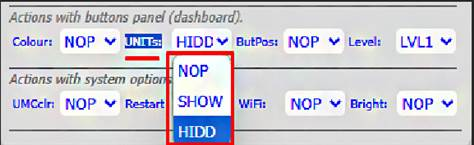 Actions with buttons panel (dashboard).
Colour: NOP UNITs: HIDD ButPos: NOP Level: LVL1
NOP
Actions with system option
SHOW
UMCclr: NOP Restart WiFi: NOP Bright: NOP
HIDD